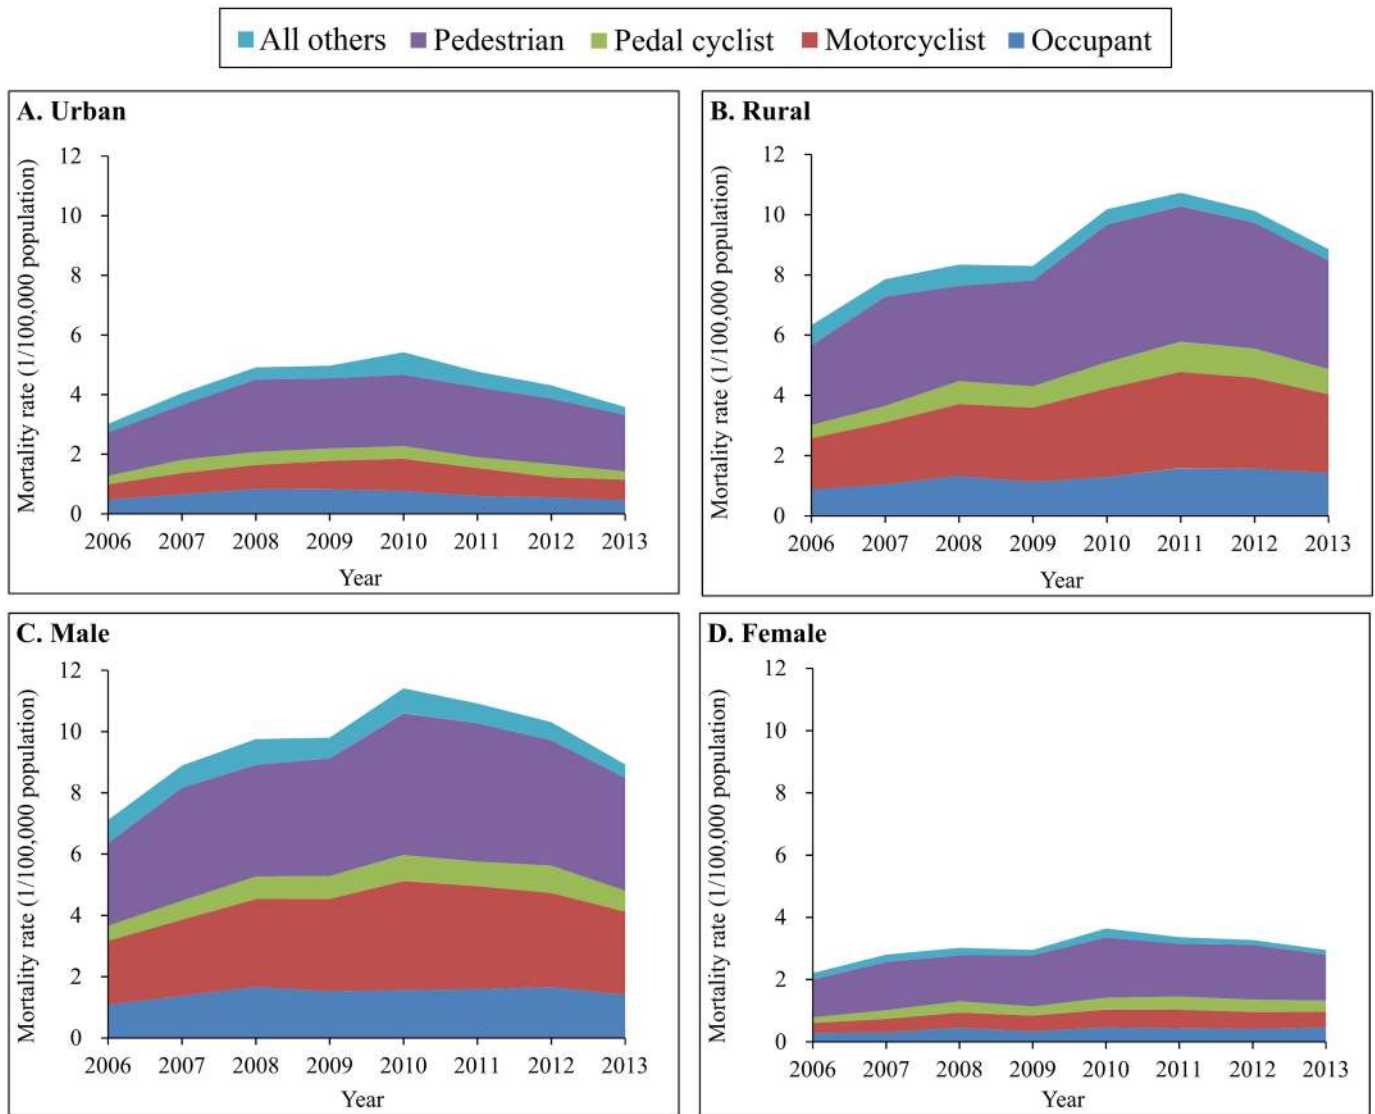 All others Pedestrian Pedal cyclist Motorcyclist Occupant
A. Urban
Mortality rate (1/100,000 population)
12
10
8
6
4
2
0
2006 2007 2008 2009 2010 2011 2012 2013
Year
B. Rural
Mortality rate (1/100,000 population)
12
10
8
6
4
2
0
2006 2007 2008 2009 2010 2011 2012 2013
Year
C. Male
Mortality rate (1/100,000 population)
12
10
8
6
4
2
0
2006 2007 2008 2009 2010 2011 2012 2013
Year
D. Female
Mortality rate (1/100,000 population)
12
10
8
6
4
2
0
2006 2007 2008 2009 2010 2011 2012 2013
Year